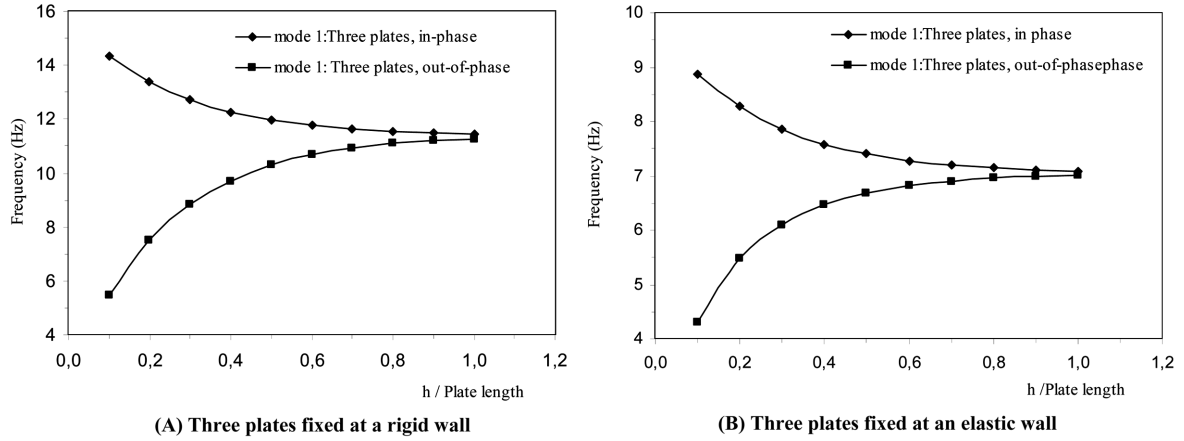 16
14
12
10
8
6
4
Frequency (Hz)
mode 1:Three plates, in-phase
mode 1: Three plates, out-of-phase
0,0 0,2 0,4 0,6 0,8 1,0 1,2
h / Plate length
(A) Three plates fixed at a rigid wall
10
9
8
7
6
5
4
Frequency (Hz)
mode 1:Three plates, in phase
mode 1:Three plates, out-of-phasephase
0,0 0,2 0,4 0,6 0,8 1,0 1,2
h /Plate length
(B) Three plates fixed at an elastic wall